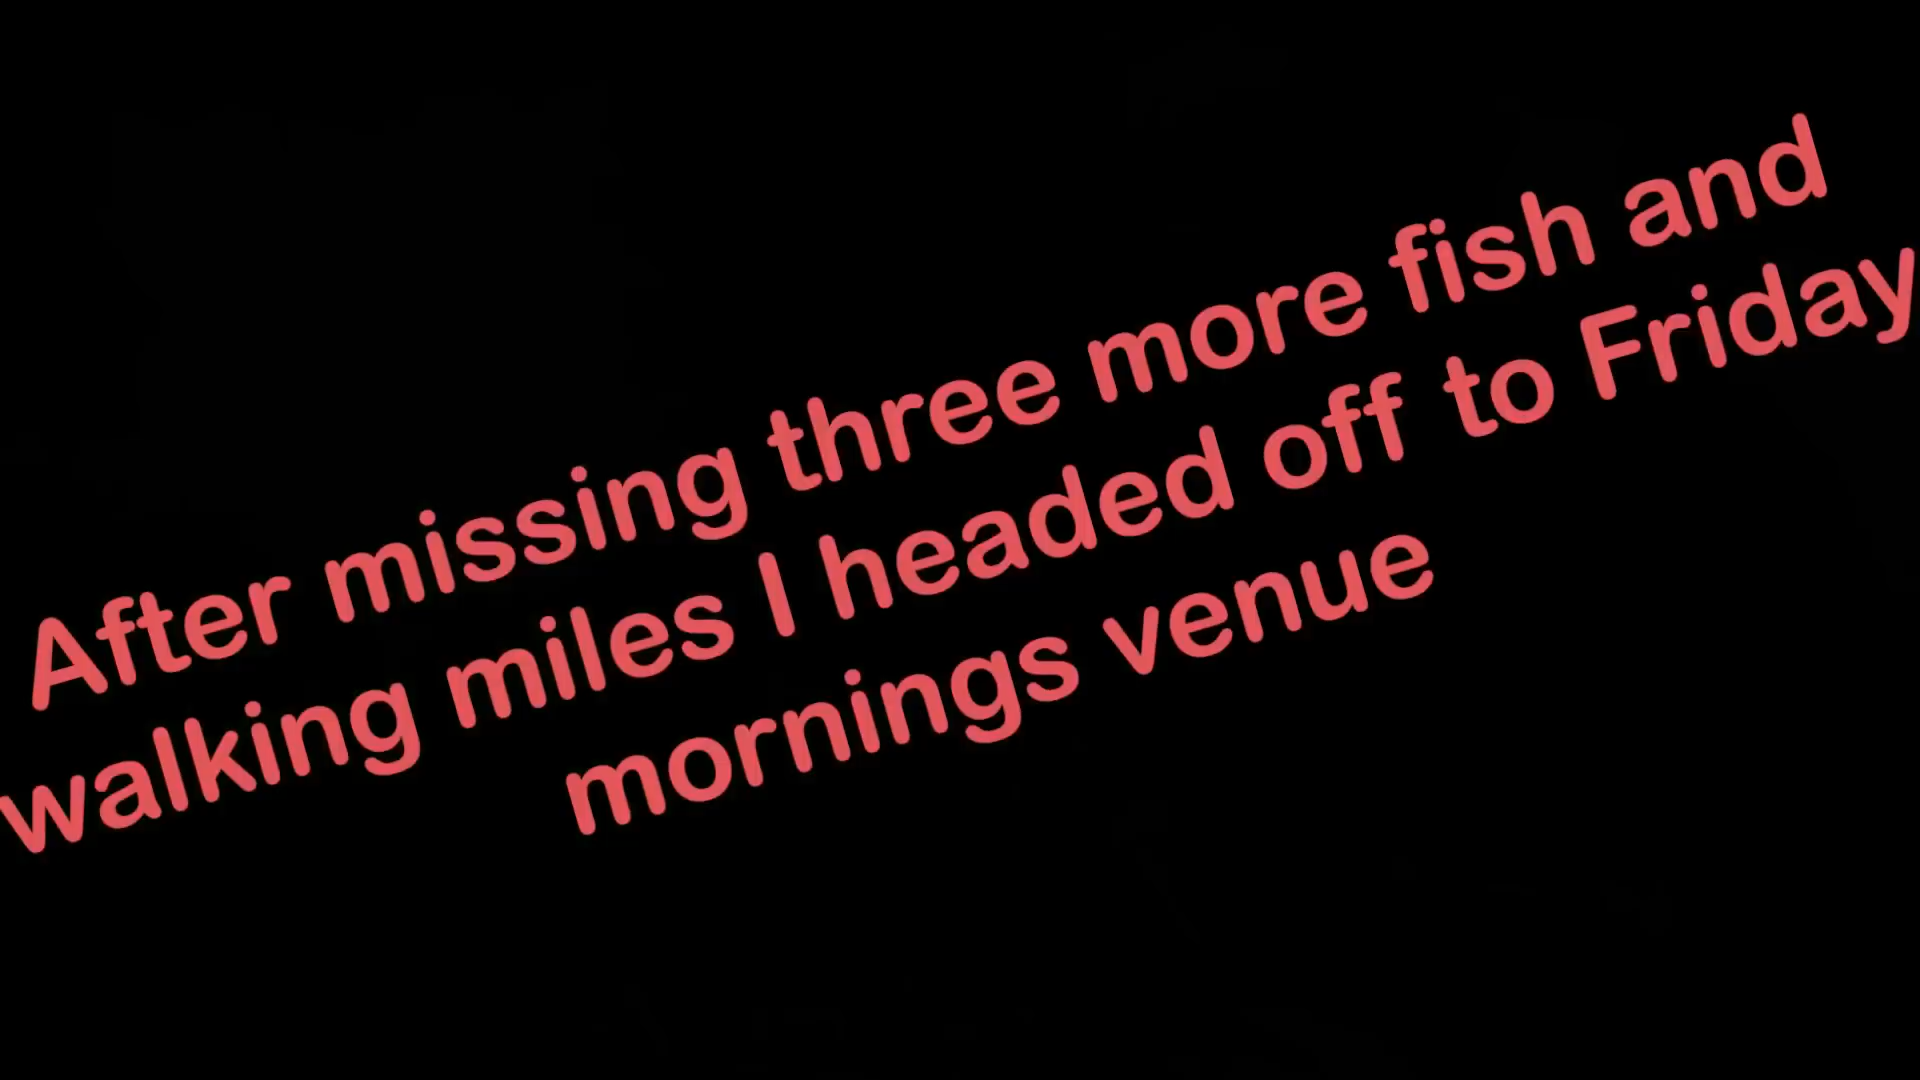 After missing three more fish and
walking miles I headed off to Friday
mornings venue